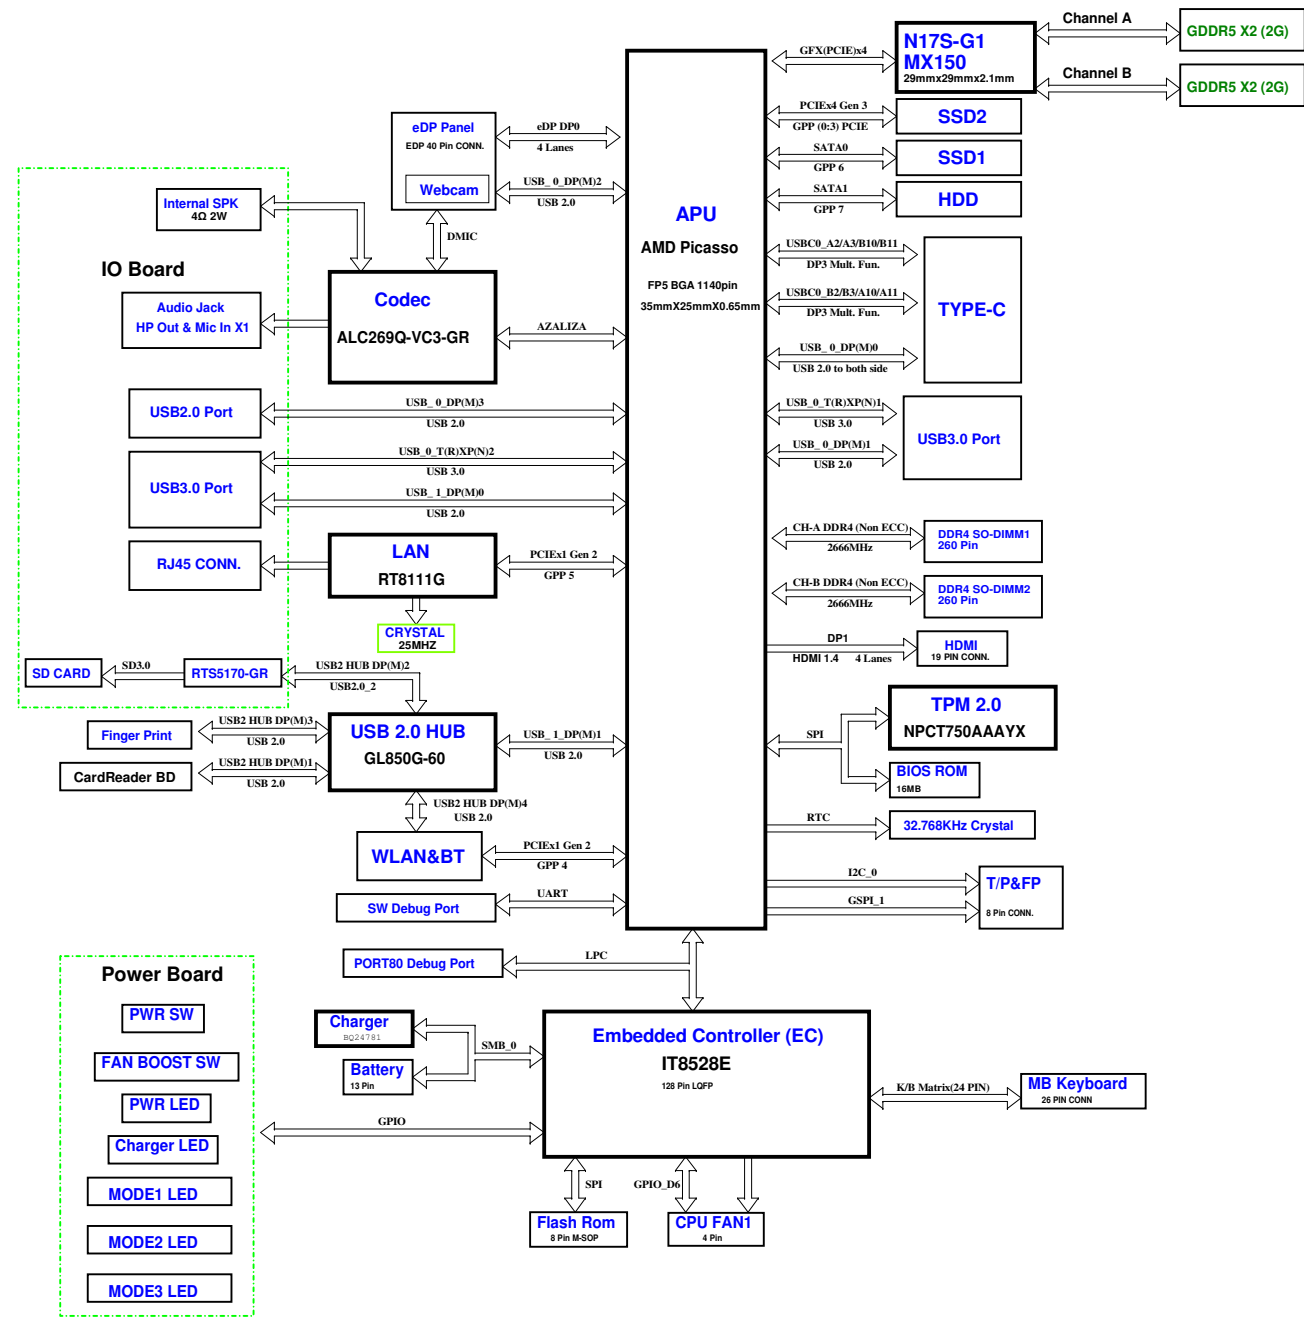 Channel A
GDDR5 X2 (2G)
N17S-G1
MX150
29mmx29mmx2.1mm
GFX(PCIE)x4
Channel B
GDDR5 X2 (2G)
PCIEx4 Gen 3
GPP (0:3) PCIE
SSD2
eDP Panel
EDP 40 Pin CONN.
eDP DP0
4 Lanes
SATA0
GPP 6
SSD1
Webcam
USB_ 0_DP(M)2
USB 2.0
SATA1
GPP 7
HDD
Internal SPK
4Ω 2W
DMIC
APU
AMD Picasso
FP5 BGA 1140pin
35mmX25mmX0.65mm
USBC0_A2/A3/B10/B11
DP3 Mult. Fun.
USBC0_B2/B3/A10/A11
DP3 Mult. Fun.
TYPE-C
USB_ 0_DP(M)0
USB 2.0 to both side
IO Board
Codec
ALC269Q-VC3-GR
Audio Jack
HP Out & Mic In X1
AZALIZA
USB2.0 Port
USB_ 0_DP(M)3
USB 2.0
USB_0_T(R)XP(N)1
USB 3.0
USB_ 0_DP(M)1
USB 2.0
USB3.0 Port
USB3.0 Port
USB_0_T(R)XP(N)2
USB 3.0
USB_ 1_DP(M)0
USB 2.0
CH-A DDR4 (Non ECC)
2666MHz
DDR4 SO-DIMM1
260 Pin
RJ45 CONN.
LAN
RT8111G
PCIEx1 Gen 2
GPP 5
CH-B DDR4 (Non ECC)
2666MHz
DDR4 SO-DIMM2
260 Pin
CRYSTAL
25MHZ
DP1
HDMI 1.4 4 Lanes
HDMI
19 PIN CONN.
SD CARD
SD3.0
RTS5170-GR
USB2 HUB DP(M)2
USB2.0_2
Finger Print
USB2 HUB DP(M)3
USB 2.0
USB 2.0 HUB
GL850G-60
USB_ 1_DP(M)1
USB 2.0
CardReader BD
USB2 HUB DP(M)1
USB 2.0
SPI
TPM 2.0
NPCT750AAAYX
BIOS ROM
16MB
USB2 HUB DP(M)4
USB 2.0
RTC
32.768KHz Crystal
WLAN&BT
PCIEx1 Gen 2
GPP 4
I2C_0
GSPI_1
T/P&FP
8 Pin CONN.
SW Debug Port
UART
PORT80 Debug Port
LPC
Power Board
PWR SW
FAN BOOST SW
PWR LED
Charger LED
MODE1 LED
MODE2 LED
MODE3 LED
Charger
BQ24781
Battery
13 Pin
SMB_0
Embedded Controller (EC)
IT8528E
128 Pin LQFP
K/B Matrix(24 PIN)
MB Keyboard
26 PIN CONN
GPIO
SPI
GPIO_D6
Flash Rom
8 Pin M-SOP
CPU FAN1
4 Pin